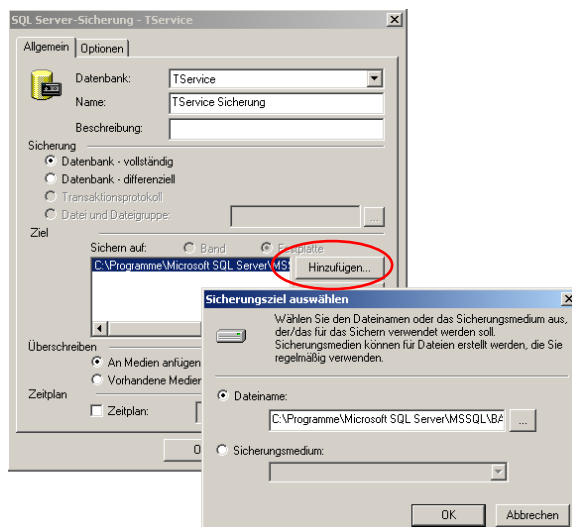 SQL Server-Sicherung - TService
Allgemein
Optionen
Datenbank: TService
Name: TService Sicherung
Beschreibung:
Sicherung
Datenbank - vollständig
Datenbank - differenziell
Transaktionsprotokoll
Datei und Dateigruppe:
...
Ziel
Sichern auf: Band Festplatte
C:\Programme\Microsoft SQL Server\MSS
Hinzufügen...
Überschreiben
An Medien anfügen
Vorhandene Medien
Zeitplan
Zeitplan:
Sicherungsziel auswählen
Wählen Sie den Dateinamen oder das Sicherungsmedium aus,
der/das für das Sichern verwendet werden soll.
Sicherungsmedien können für Dateien erstellt werden, die Sie
regelmäßig verwenden.
Dateiname:
C:\Programme\Microsoft SQL Server\MSSQL\BA
...
Sicherungsmedium:
OK
Abbrechen